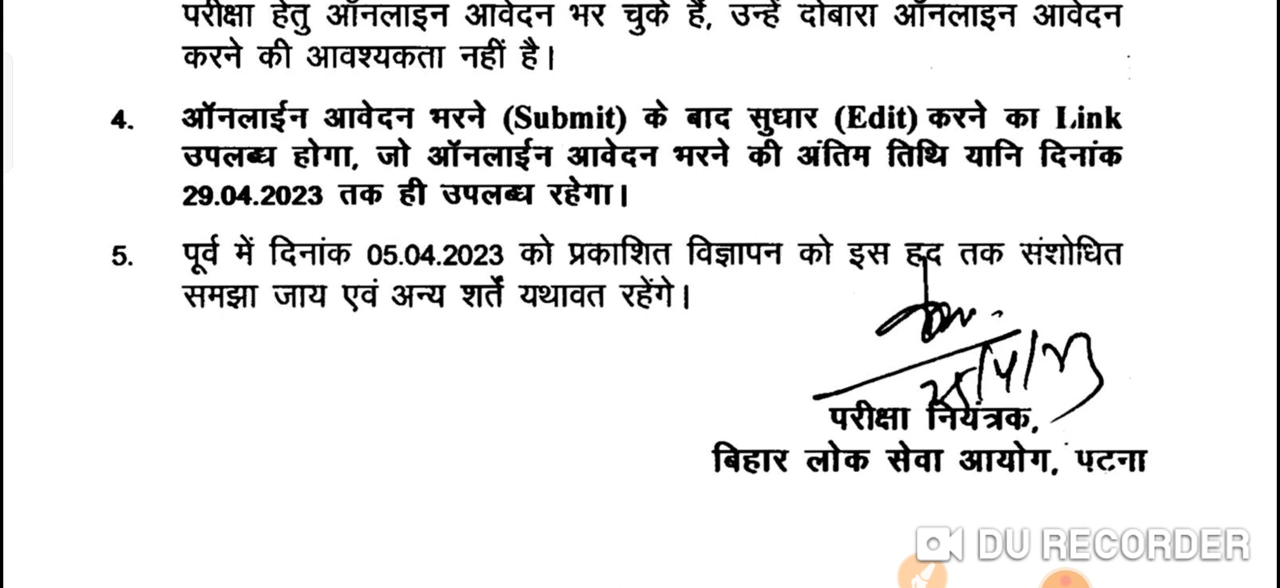 परीक्षा हेतु ऑनलाइन आवेदन भर चुके हैं, उन्हें दोबारा ऑनलाइन आवेदन
करने की आवश्यकता नहीं है।
4. ऑनलाईन आवेदन भरने (Submit) के बाद सुधार (Edit) करने का Link
उपलब्ध होगा, जो ऑनलाईन आवेदन भरने की अंतिम तिथि यानि दिनांक
29.04.2023 तक ही उपलब्ध रहेगा।
5. पूर्व में दिनांक 05.04.2023 को प्रकाशित विज्ञापन को इस हद तक संशोधित
समझा जाय एवं अन्य शर्तें यथावत रहेंगे।
25/4/23
परीक्षा नियंत्रक,
बिहार लोक सेवा आयोग, पटना
DU RECORDER